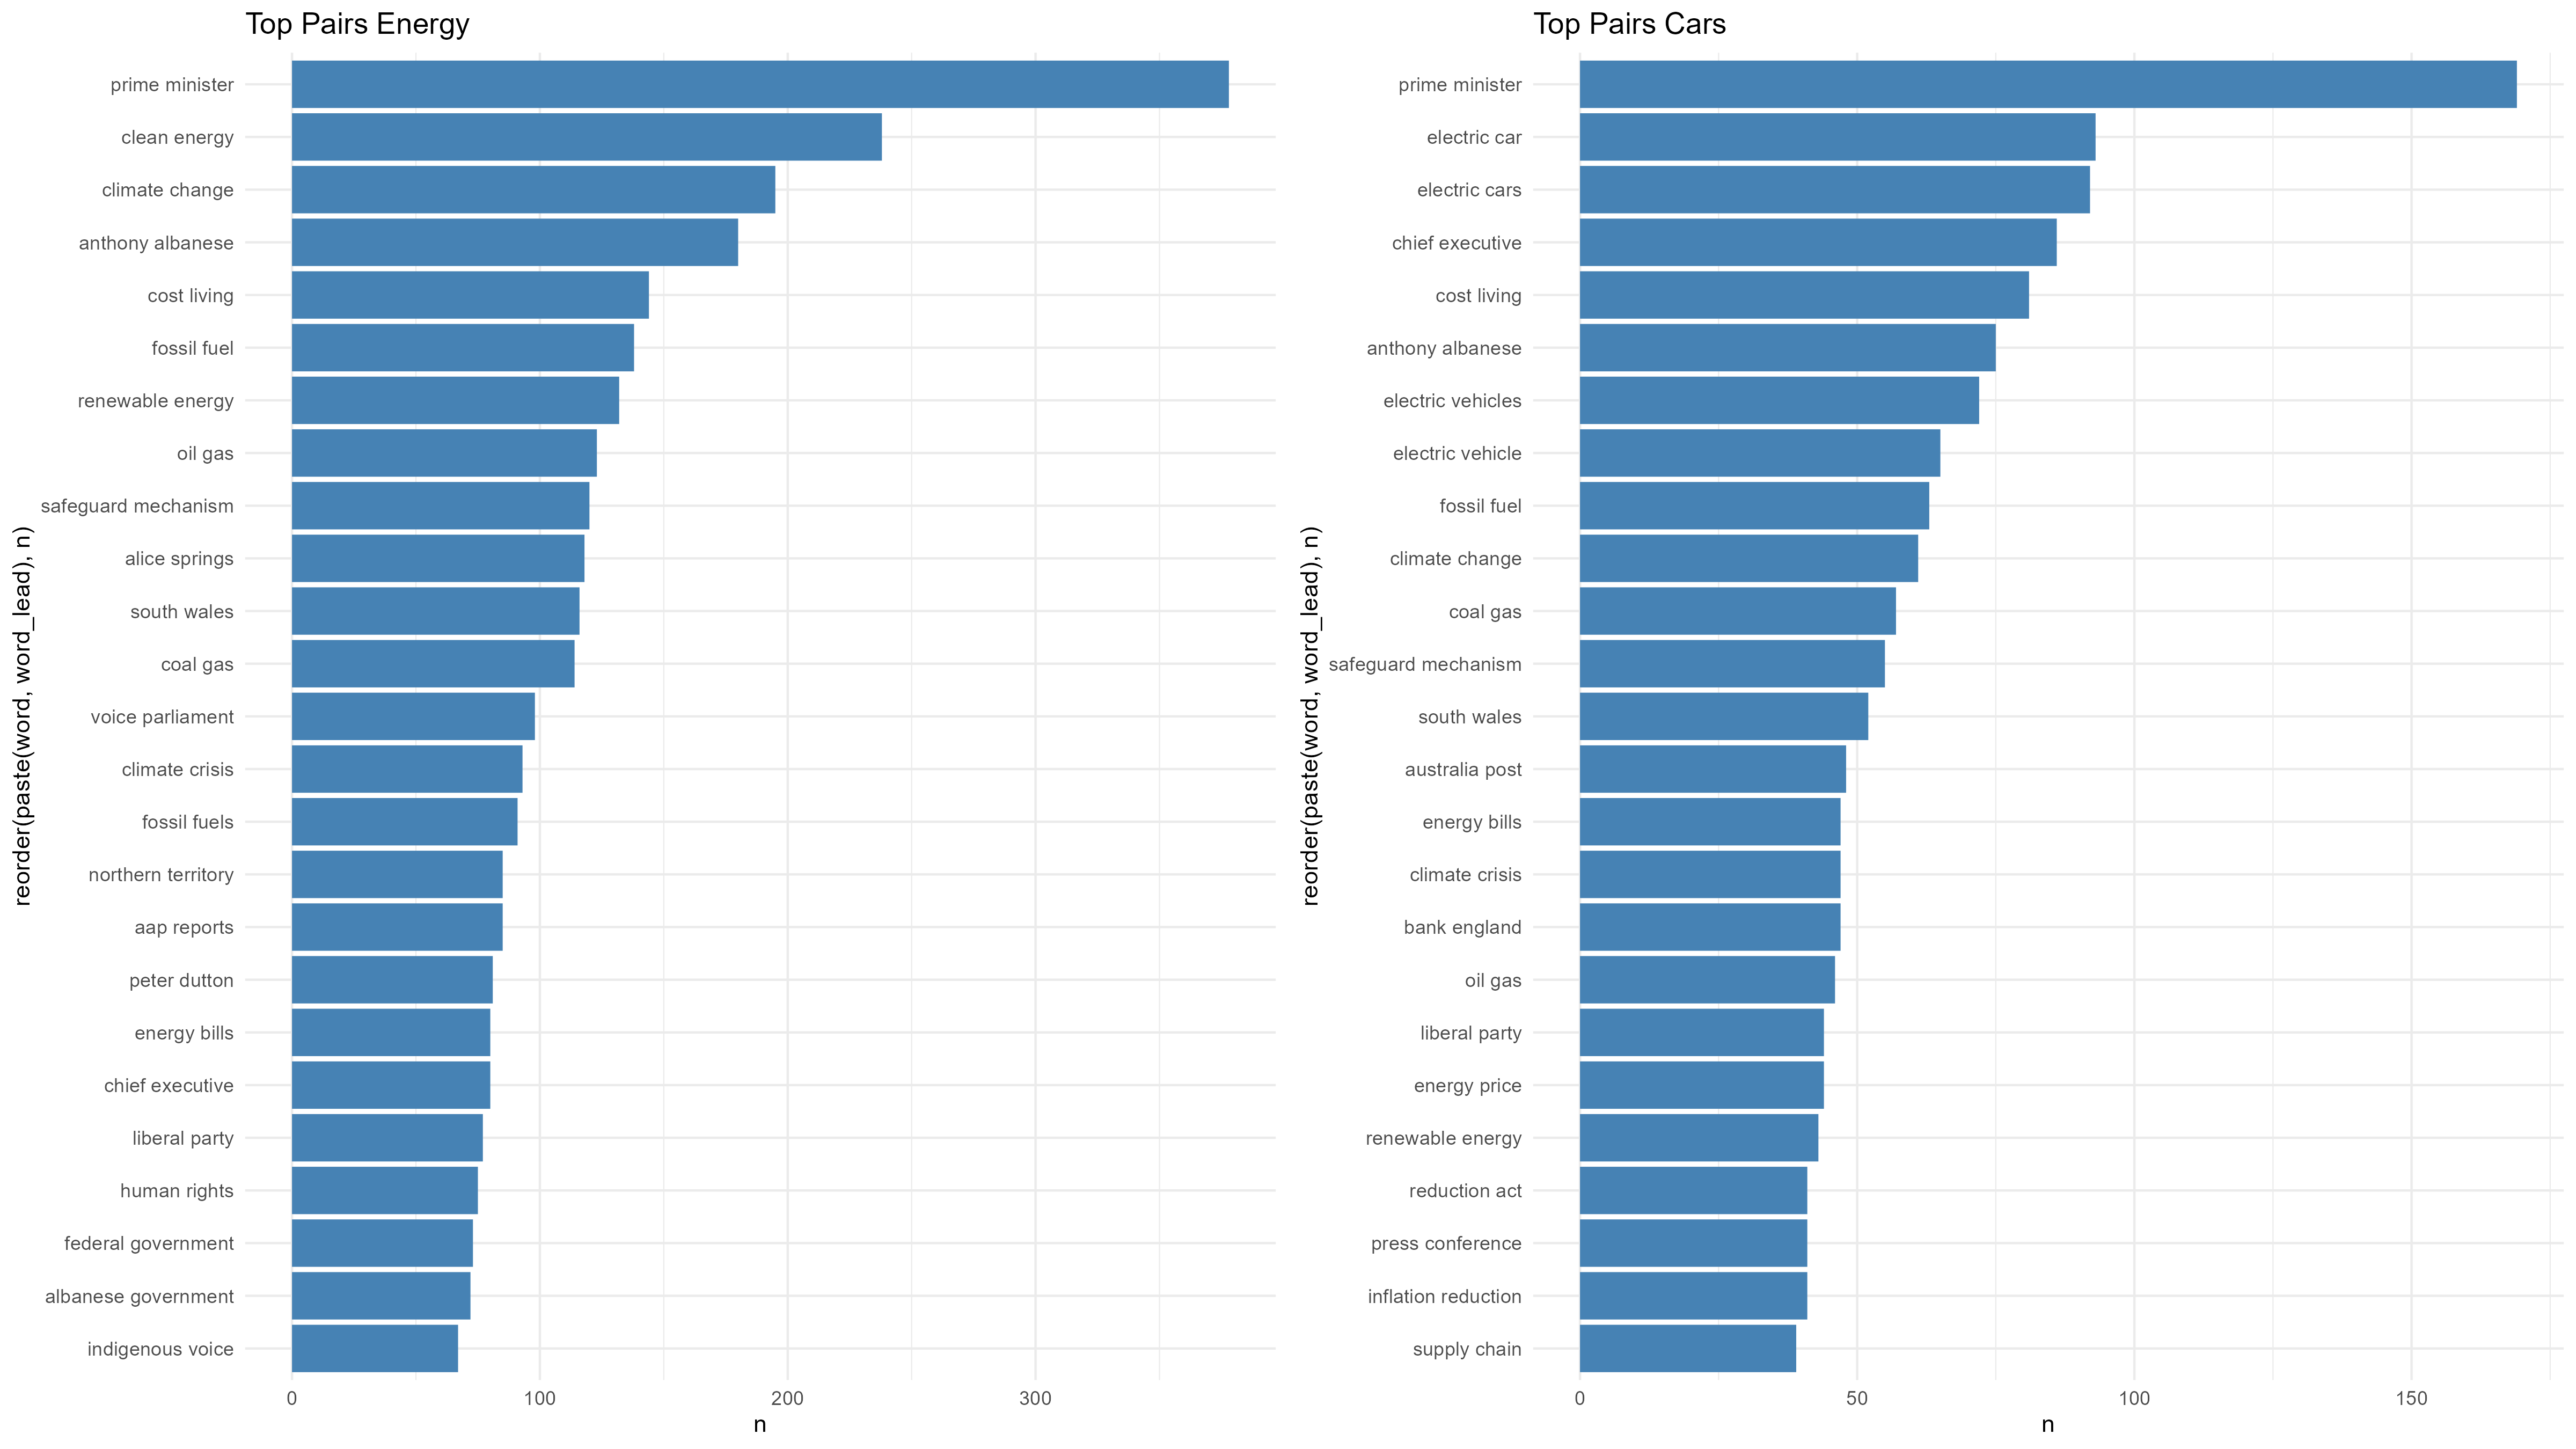 Top Pairs Energy
reorder(paste(word, word_lead), n)
prime minister
clean energy
climate change
anthony albanese
cost living
fossil fuel
renewable energy
oil gas
safeguard mechanism
alice springs
south wales
coal gas
voice parliament
climate crisis
fossil fuels
northern territory
aap reports
peter dutton
energy bills
chief executive
liberal party
human rights
federal government
albanese government
indigenous voice
0 100 200 300
n
Top Pairs Cars
reorder(paste(word, word_lead), n)
prime minister
electric car
electric cars
chief executive
cost living
anthony albanese
electric vehicles
electric vehicle
fossil fuel
climate change
coal gas
safeguard mechanism
south wales
australia post
energy bills
climate crisis
bank england
oil gas
liberal party
energy price
renewable energy
reduction act
press conference
inflation reduction
supply chain
0 50 100 150
n